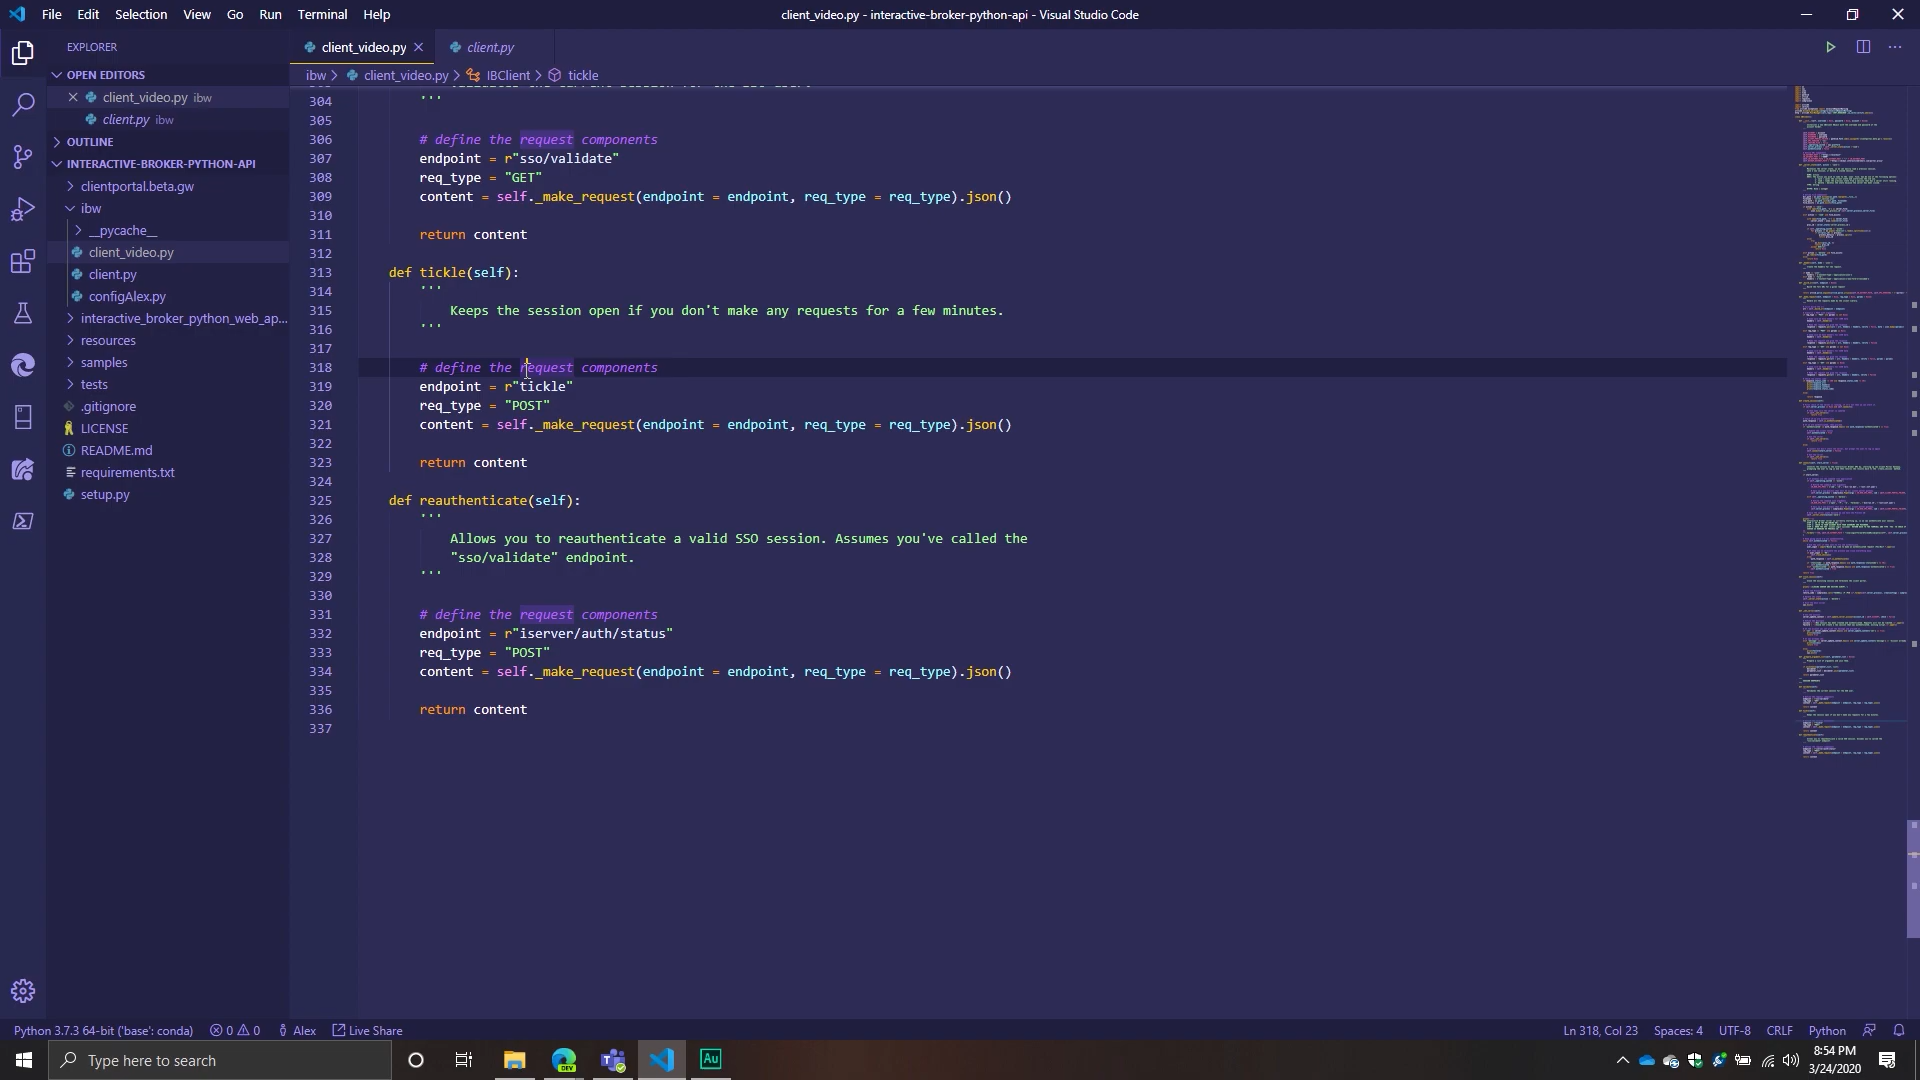 File Edit Selection View Go Run Terminal Help
client_video.py - interactive-broker-python-api - Visual Studio Code
EXPLORER
OPEN EDITORS
client_video.py ibw
client.py ibw
OUTLINE
INTERACTIVE-BROKER-PYTHON-API
clientportal.beta.gw
ibw
__pycache__
client_video.py
client.py
configAlex.py
interactive_broker_python_web_ap...
resources
samples
tests
.gitignore
LICENSE
README.md
requirements.txt
setup.py
client_video.py client.py
ibw > client_video.py > IBClient > tickle
304 '''
305
306 # define the request components
307 endpoint = r"sso/validate"
308 req_type = "GET"
309 content = self._make_request(endpoint = endpoint, req_type = req_type).json()
310
311 return content
312
313 def tickle(self):
314 '''
315 Keeps the session open if you don't make any requests for a few minutes.
316 '''
317
318 # define the request components
319 endpoint = r"tickle"
320 req_type = "POST"
321 content = self._make_request(endpoint = endpoint, req_type = req_type).json()
322
323 return content
324
325 def reauthenticate(self):
326 '''
327 Allows you to reauthenticate a valid SSO session. Assumes you've called the
328 "sso/validate" endpoint.
329 '''
330
331 # define the request components
332 endpoint = r"iserver/auth/status"
333 req_type = "POST"
334 content = self._make_request(endpoint = endpoint, req_type = req_type).json()
335
336 return content
337
Python 3.7.3 64-bit ('base': conda) 0 0 Alex Live Share
Ln 318, Col 23 Spaces: 4 UTF-8 CRLF Python
Type here to search
DEV
Au
8:54 PM
3/24/2020